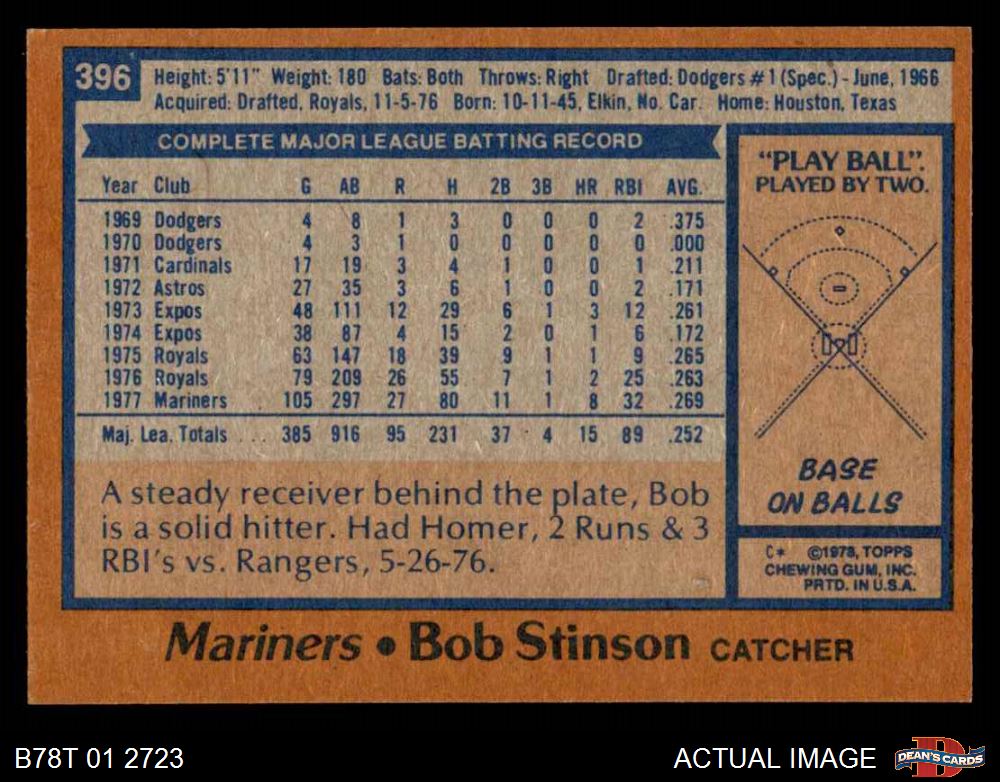 396
Height: 5'11" Weight: 180 Bats: Both Throws: Right Drafted: Dodgers #1 (Spec.) - June, 1966
Acquired: Drafted, Royals, 11-5-76 Born: 10-11-45, Elkin, No. Car. Home: Houston, Texas
COMPLETE MAJOR LEAGUE BATTING RECORD
Year Club G AB R H 2B 3B HR RBI AVG.
1969 Dodgers 4 8 1 3 0 0 0 2 .375
1970 Dodgers 4 3 1 0 0 0 0 0 .000
1971 Cardinals 17 19 3 4 1 0 0 1 .211
1972 Astros 27 35 3 6 1 0 0 2 .171
1973 Expos 48 111 12 29 6 1 3 12 .261
1974 Expos 38 87 4 15 2 0 1 6 .172
1975 Royals 63 147 18 39 9 1 1 9 .265
1976 Royals 79 209 26 55 7 1 2 25 .263
1977 Mariners 105 297 27 80 11 1 8 32 .269
Maj. Lea. Totals ... 385 916 95 231 37 4 15 89 .252
A steady receiver behind the plate, Bob
is a solid hitter. Had Homer, 2 Runs & 3
RBI's vs. Rangers, 5-26-76.
"PLAY BALL".
PLAYED BY TWO.
BASE
ON BALLS
C* ©1978, TOPPS
CHEWING GUM, INC.
PRTD. IN U.S.A.
Mariners • Bob Stinson CATCHER
B78T 01 2723
ACTUAL IMAGE
D
DEAN'S CARDS